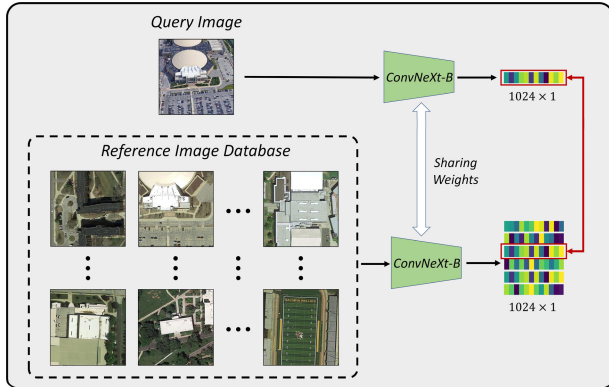 Query Image
ConvNeXt-B
1024 × 1
Reference Image Database
Sharing
Weights
ConvNeXt-B
1024 × 1